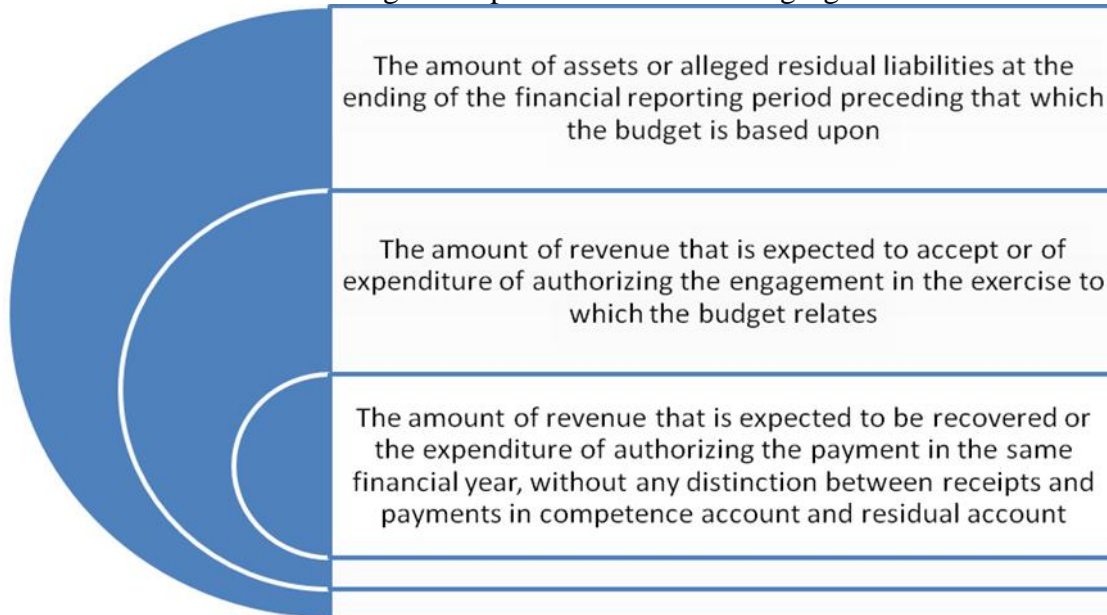 The amount of assets or alleged residual liabilities at the
ending of the financial reporting period preceding that which
the budget is based upon
The amount of revenue that is expected to accept or of
expenditure of authorizing the engagement in the exercise to
which the budget relates
The amount of revenue that is expected to be recovered or
the expenditure of authorizing the payment in the same
financial year, without any distinction between receipts and
payments in competence account and residual account